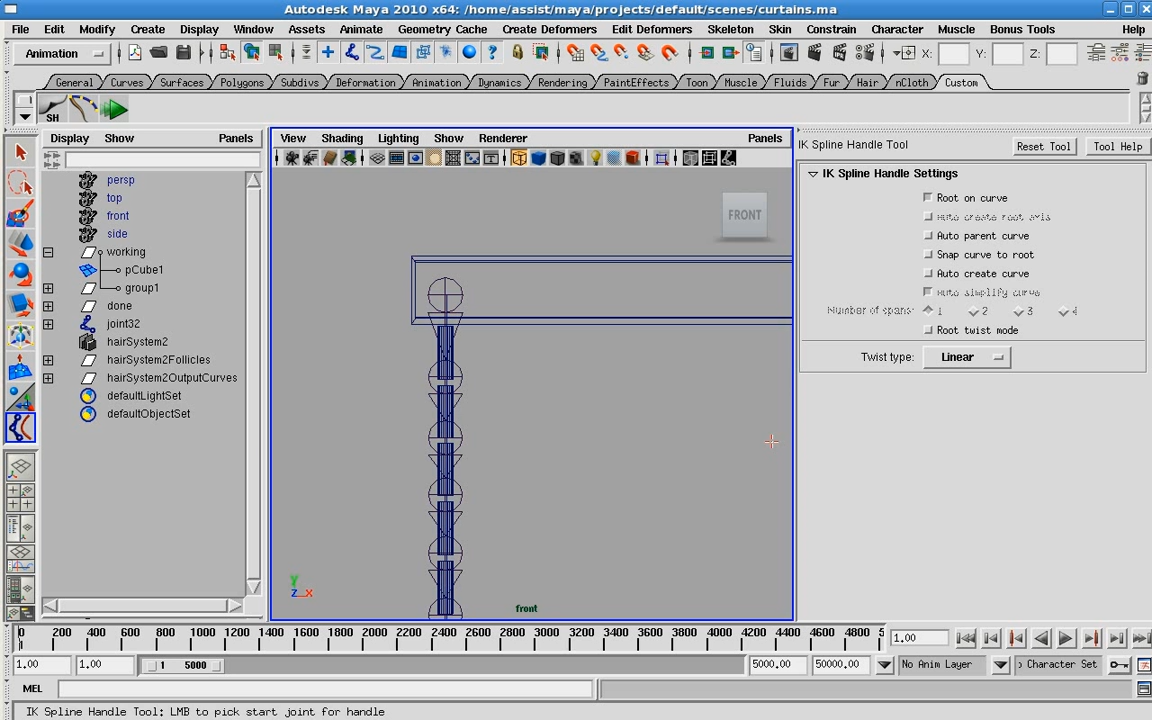 Autodesk Maya 2010 x64: /home/assist/maya/projects/default/scenes/curtains.ma
File Edit Modify Create Display Window Assets Animate Geometry Cache Create Deformers Edit Deformers Skeleton Skin Constrain Character Muscle Bonus Tools Help
Animation X: Y: Z:
General Curves Surfaces Polygons Subdivs Deformation Animation Dynamics Rendering PaintEffects Toon Muscle Fluids Fur Hair nCloth Custom
SH
Display Show Panels
View Shading Lighting Show Renderer Panels
IK Spline Handle Tool Reset Tool Tool Help
IK Spline Handle Settings
Root on curve
Auto create root axis
Auto parent curve
Snap curve to root
Auto create curve
Auto simplify curve
Number of spans: 1 2 3 4
Root twist mode
Twist type: Linear
persp
top
front
side
working
pCube1
group1
done
joint32
hairSystem2
hairSystem2Follicles
hairSystem2OutputCurves
defaultLightSet
defaultObjectSet
FRONT
y
z x
front
0 200 400 600 800 1000 1200 1400 1600 1800 2000 2200 2400 2600 2800 3000 3200 3400 3600 3800 4000 4200 4400 4600 4800 5
1.00
1.00 1.00 1 5000 5000.00 50000.00 No Anim Layer Character Set
MEL
IK Spline Handle Tool: LMB to pick start joint for handle